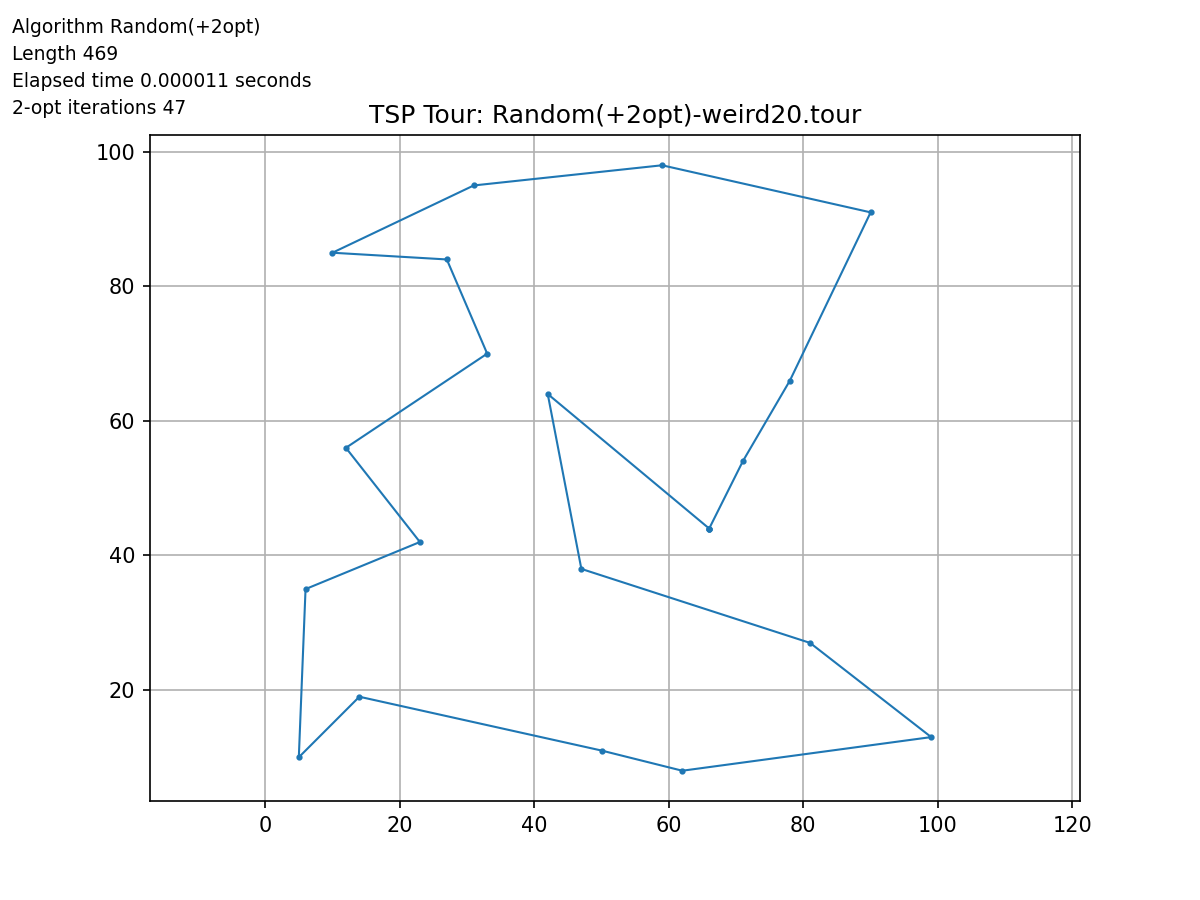 Algorithm Random(+2opt)
Length 469
Elapsed time 0.000011 seconds
2-opt iterations 47
TSP Tour: Random(+2opt)-weird20.tour
100
80
60
40
20
0 20 40 60 80 100 120